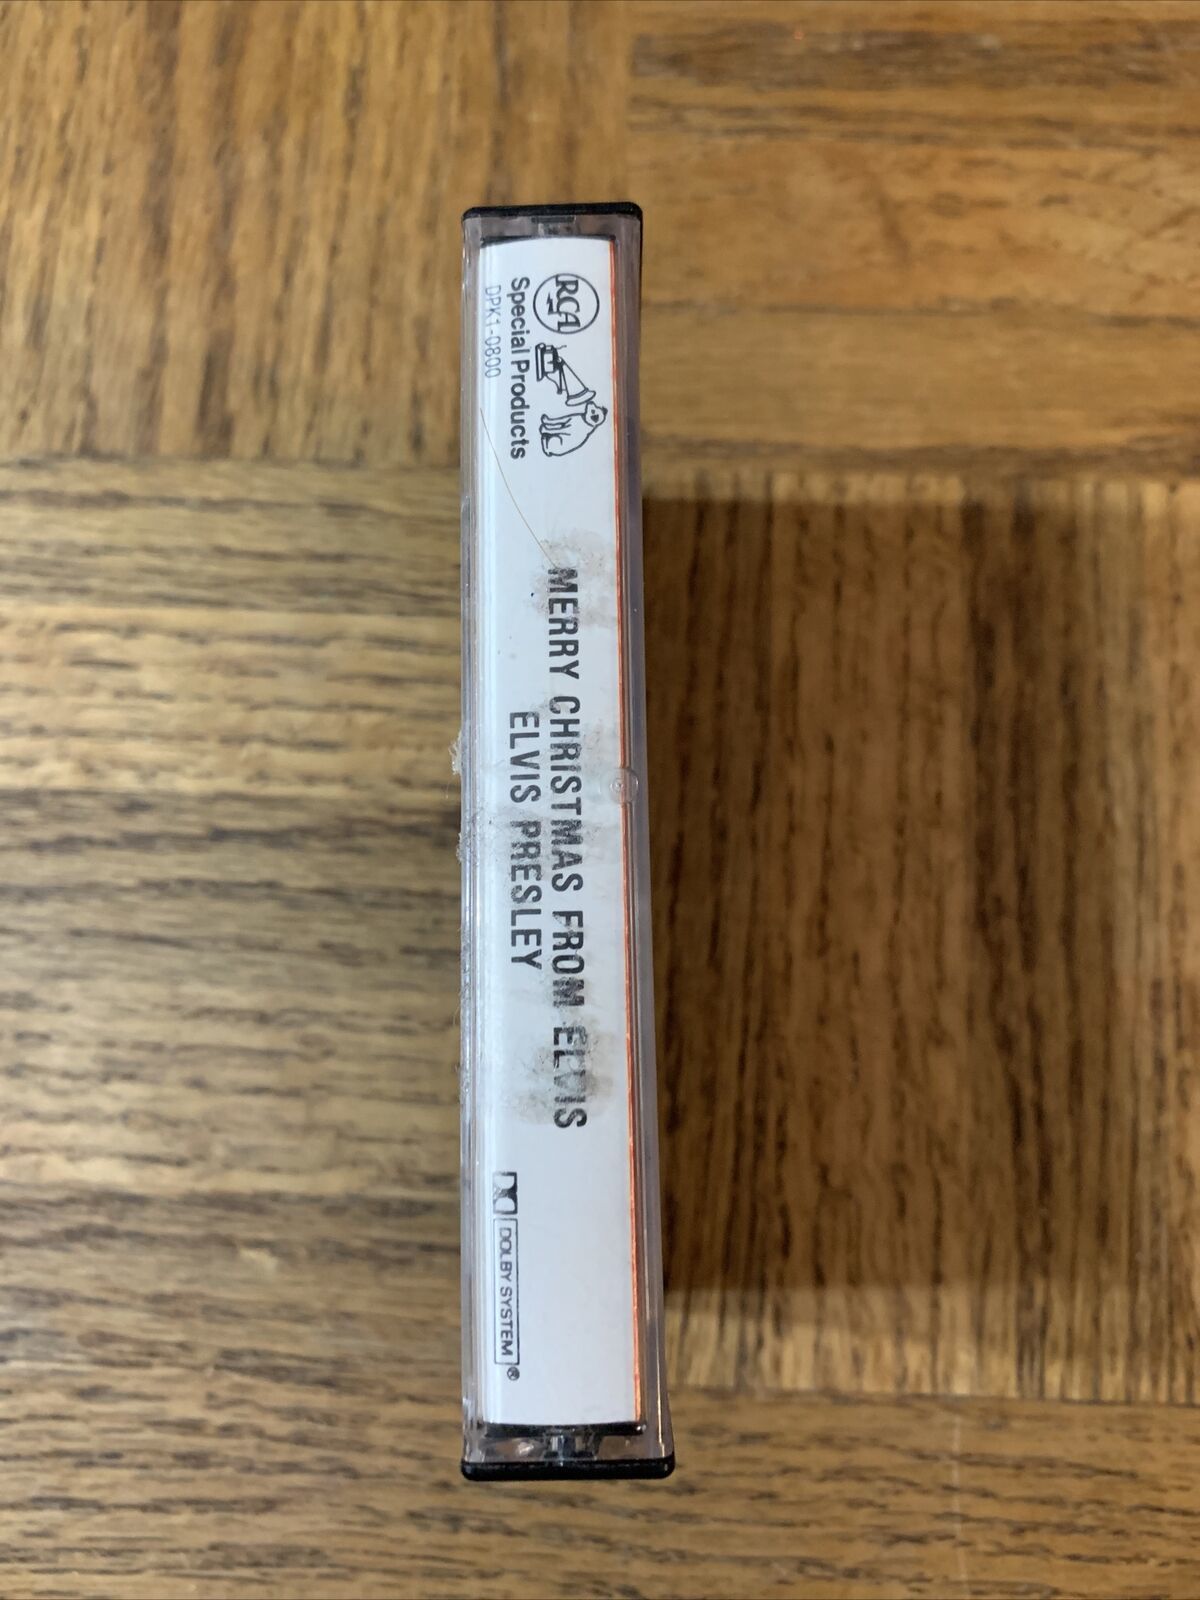 RCA
Special Products
DPK1-0800
MERRY CHRISTMAS FROM ELVIS
ELVIS PRESLEY
DOLBY SYSTEM ®